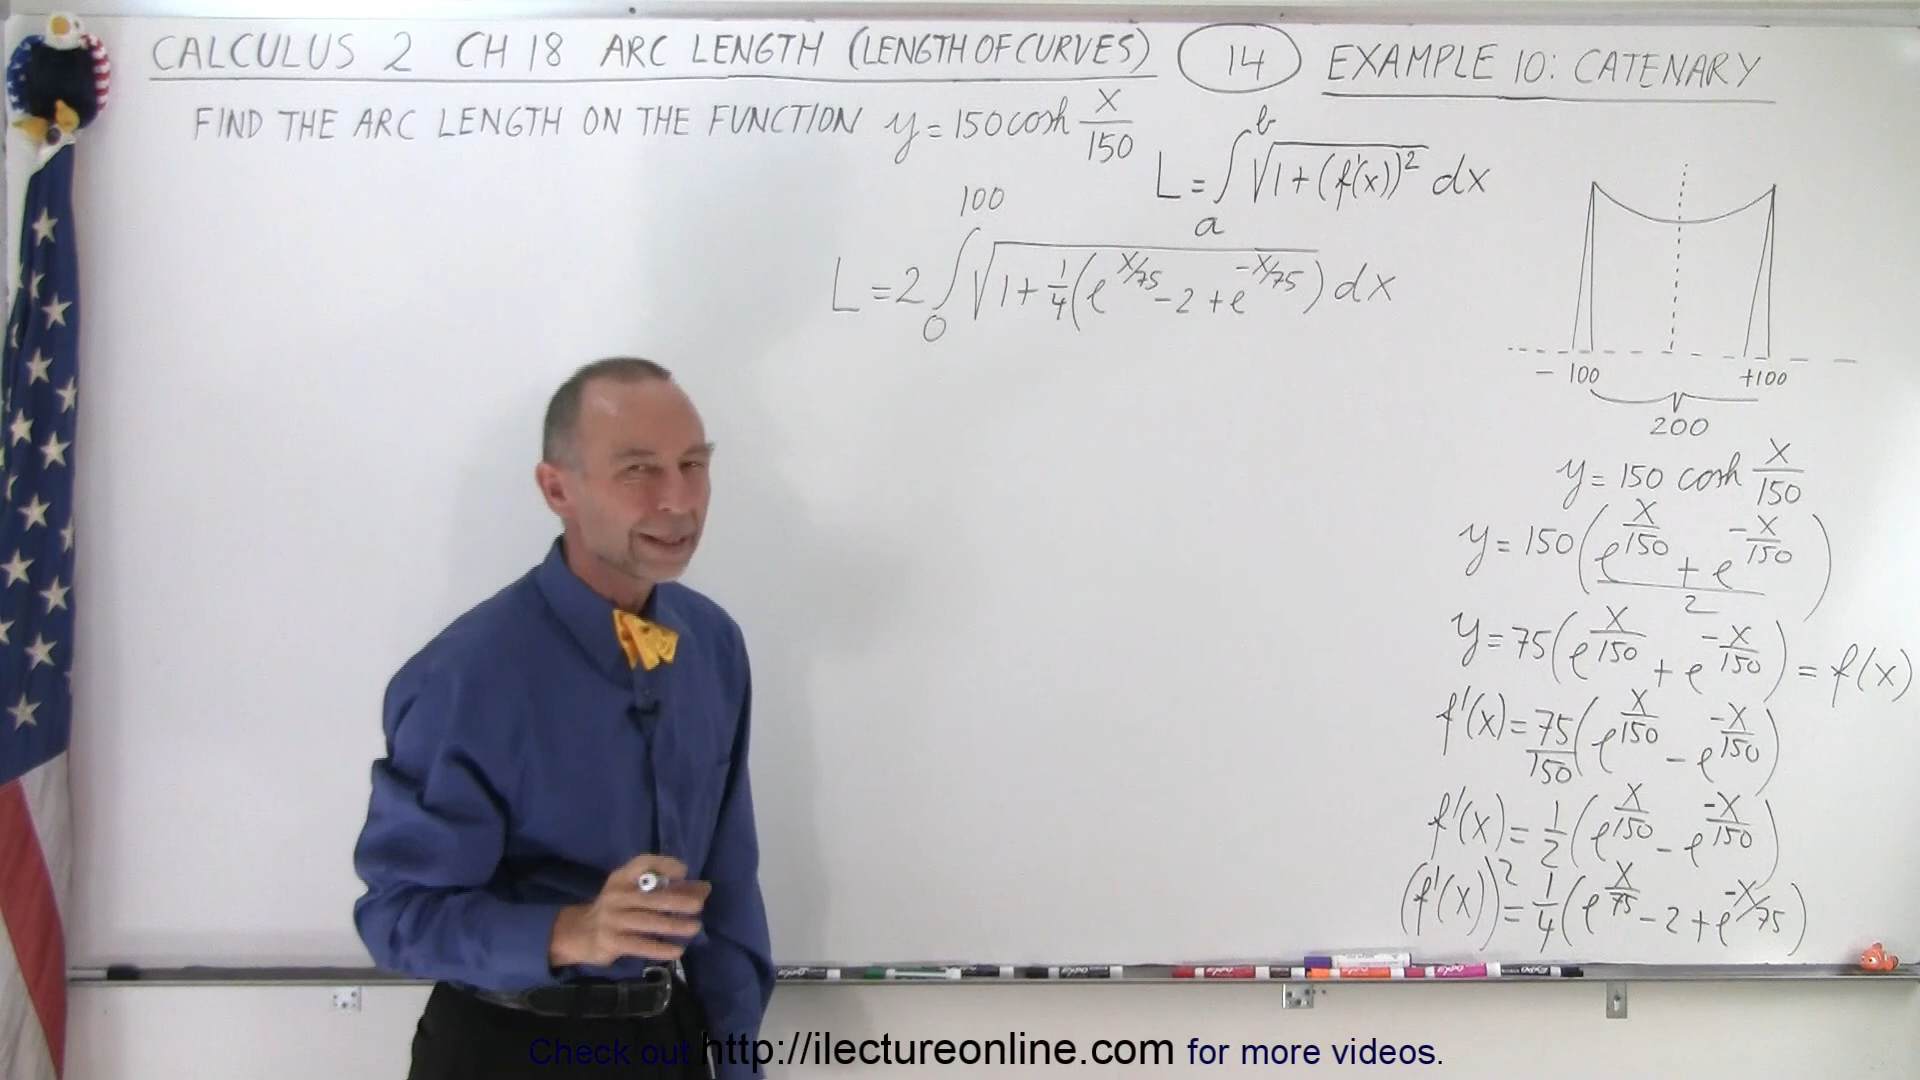 CALCULUS 2 CH 18 ARC LENGTH (LENGTH OF CURVES) 14 EXAMPLE 10: CATENARY
FIND THE ARC LENGTH ON THE FUNCTION y = 150 cosh x/150
L = ∫_a^b √(1 + (f'(x))²) dx
L = 2 ∫_0^100 √(1 + 1/4(e^(x/75) - 2 + e^(-x/75))) dx
- 100 +100
200
y = 150 cosh x/150
y = 150 ((e^(x/150) + e^(-x/150))/2)
y = 75(e^(x/150) + e^(-x/150)) = f(x)
f'(x) = 75/150 (e^(x/150) - e^(-x/150))
f'(x) = 1/2 (e^(x/150) - e^(-x/150))
(f'(x))² = 1/4 (e^(x/75) - 2 + e^(-x/75))
Check out http://ilectureonline.com for more videos.